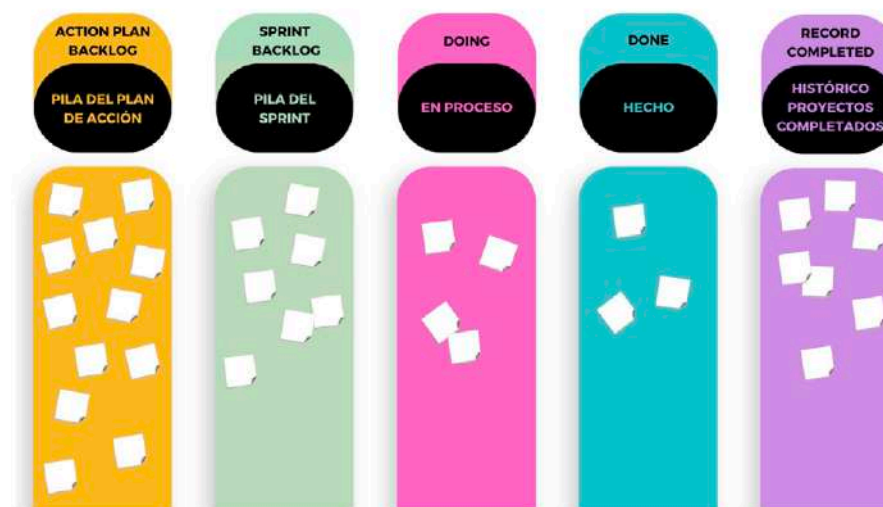 ACTION PLAN
BACKLOG
PILA DEL PLAN
DE ACCIÓN
SPRINT
BACKLOG
PILA DEL
SPRINT
DOING
EN PROCESO
DONE
HECHO
RECORD
COMPLETED
HISTÓRICO
PROYECTOS
COMPLETADOS